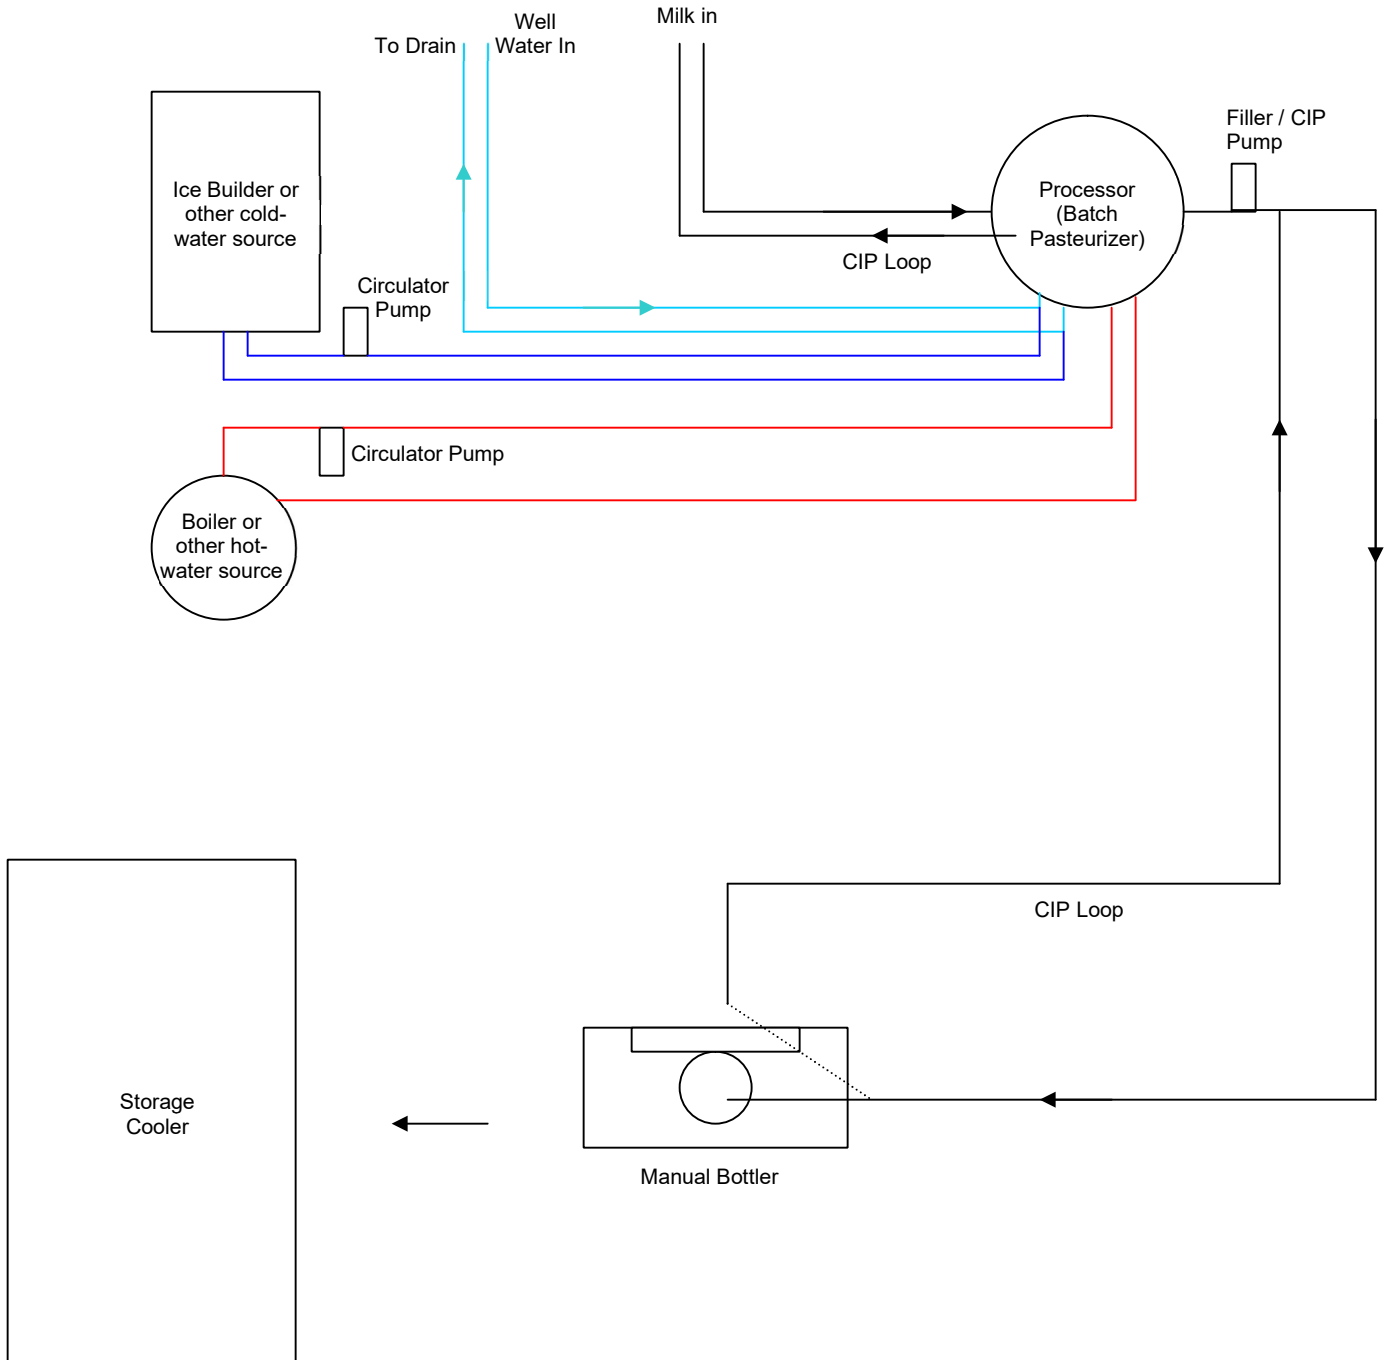 Milk in
Well
Water In
To Drain
Filler / CIP
Pump
Ice Builder or
other cold-
water source
Processor
(Batch
Pasteurizer)
CIP Loop
Circulator
Pump
Circulator Pump
Boiler or
other hot-
water source
CIP Loop
Storage
Cooler
Manual Bottler